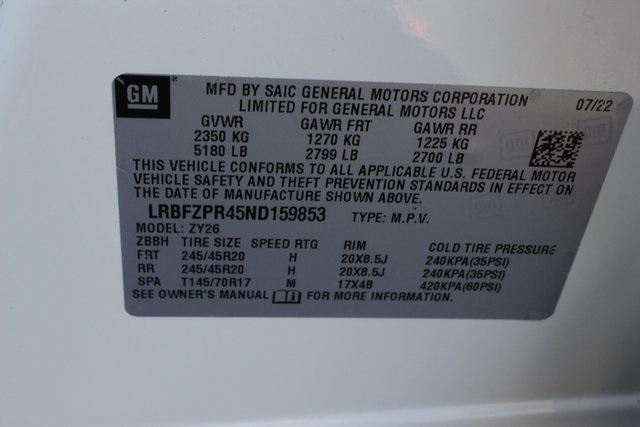 GM ® MFD BY SAIC GENERAL MOTORS CORPORATION 07/22
LIMITED FOR GENERAL MOTORS LLC
GVWR GAWR FRT GAWR RR
2350 KG 1270 KG 1225 KG
5180 LB 2799 LB 2700 LB
THIS VEHICLE CONFORMS TO ALL APPLICABLE U.S. FEDERAL MOTOR
VEHICLE SAFETY AND THEFT PREVENTION STANDARDS IN EFFECT ON
THE DATE OF MANUFACTURE SHOWN ABOVE.
LRBFZPR45ND159853 TYPE: M.P.V.
MODEL: ZY26
ZBBH TIRE SIZE SPEED RTG RIM COLD TIRE PRESSURE
FRT 245/45R20 H 20X8.5J 240KPA(35PSI)
RR 245/45R20 H 20X8.5J 240KPA(35PSI)
SPA T145/70R17 M 17X4B 420KPA(60PSI)
SEE OWNER'S MANUAL FOR MORE INFORMATION.